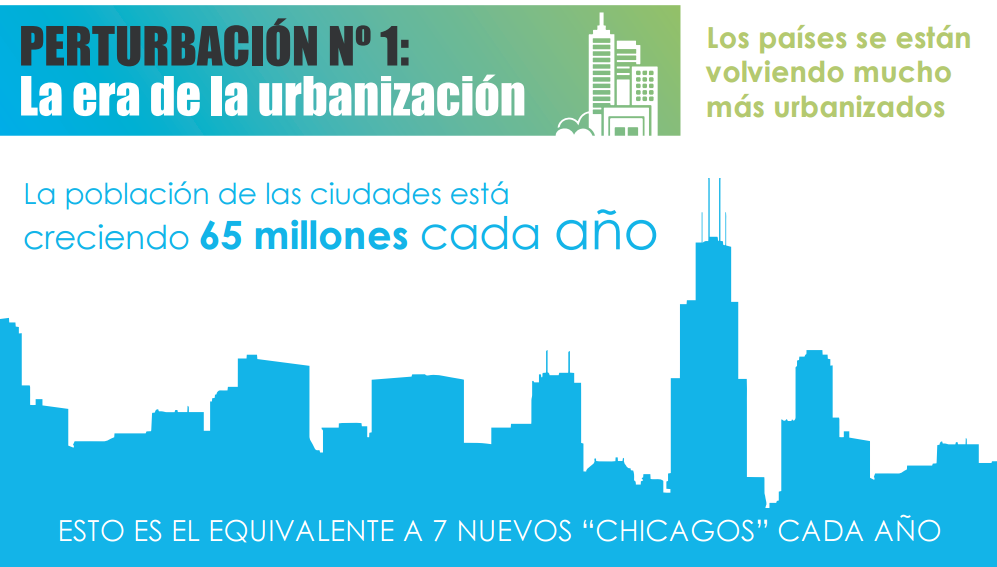 PERTURBACIÓN Nº 1:
La era de la urbanización
Los países se están
volviendo mucho
más urbanizados
La población de las ciudades está
creciendo 65 millones cada año
ESTO ES EL EQUIVALENTE A 7 NUEVOS “CHICAGOS” CADA AÑO